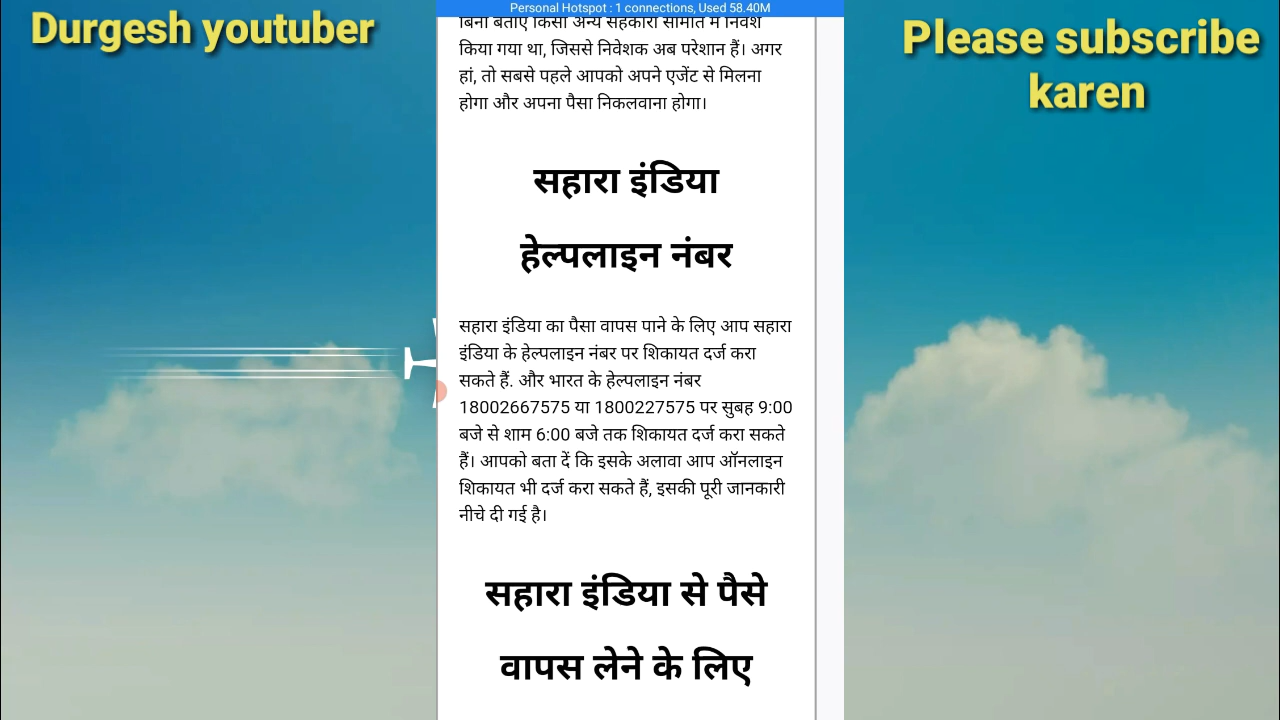 Durgesh youtuber
Please subscribe
karen
Personal Hotspot : 1 connections, Used 58.40M
किया गया था, जिससे निवेशक अब परेशान हैं। अगर
हां, तो सबसे पहले आपको अपने एजेंट से मिलना
होगा और अपना पैसा निकलवाना होगा।
सहारा इंडिया
हेल्पलाइन नंबर
सहारा इंडिया का पैसा वापस पाने के लिए आप सहारा
इंडिया के हेल्पलाइन नंबर पर शिकायत दर्ज करा
सकते हैं. और भारत के हेल्पलाइन नंबर
18002667575 या 1800227575 पर सुबह 9:00
बजे से शाम 6:00 बजे तक शिकायत दर्ज करा सकते
हैं। आपको बता दें कि इसके अलावा आप ऑनलाइन
शिकायत भी दर्ज करा सकते हैं, इसकी पूरी जानकारी
नीचे दी गई है।
सहारा इंडिया से पैसे
वापस लेने के लिए